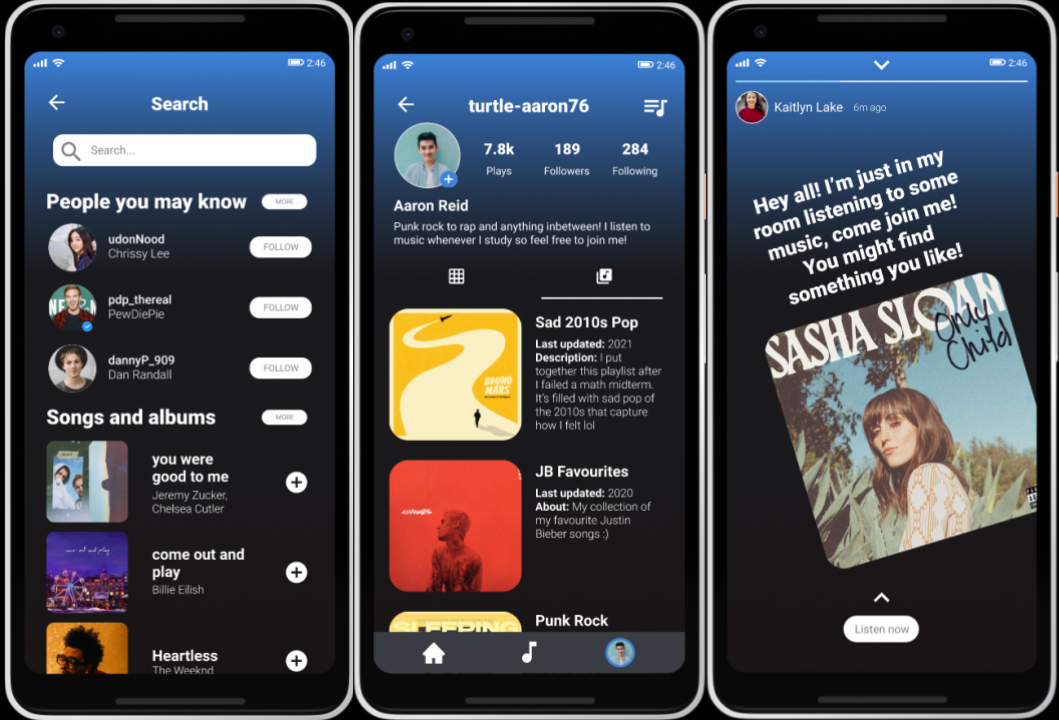 2:46
Search
Search...
People you may know MORE
udonNood
Chrissy Lee
FOLLOW
pdp_thereal
PewDiePie
FOLLOW
dannyP_909
Dan Randall
FOLLOW
Songs and albums MORE
you were
good to me
Jeremy Zucker,
Chelsea Cutler
come out and play
come out and
play
Billie Eilish
Heartless
The Weeknd
2:46
turtle-aaron76
7.8k 189 284
Plays Followers Following
Aaron Reid
Punk rock to rap and anything inbetween! I listen to
music whenever I study so feel free to join me!
BRUNO
MARS
Sad 2010s Pop
Last updated: 2021
Description: I put
together this playlist after
I failed a math midterm.
It's filled with sad pop of
the 2010s that capture
how I felt lol
JB Favourites
Last updated: 2020
About: My collection of
my favourite Justin
Bieber songs :)
SLEEPING
Punk Rock
2:46
Kaitlyn Lake 6m ago
Hey all! I'm just in my
room listening to some
music, come join me!
You might find
something you like!
SASHA SLOAN
Only
Child
Listen now